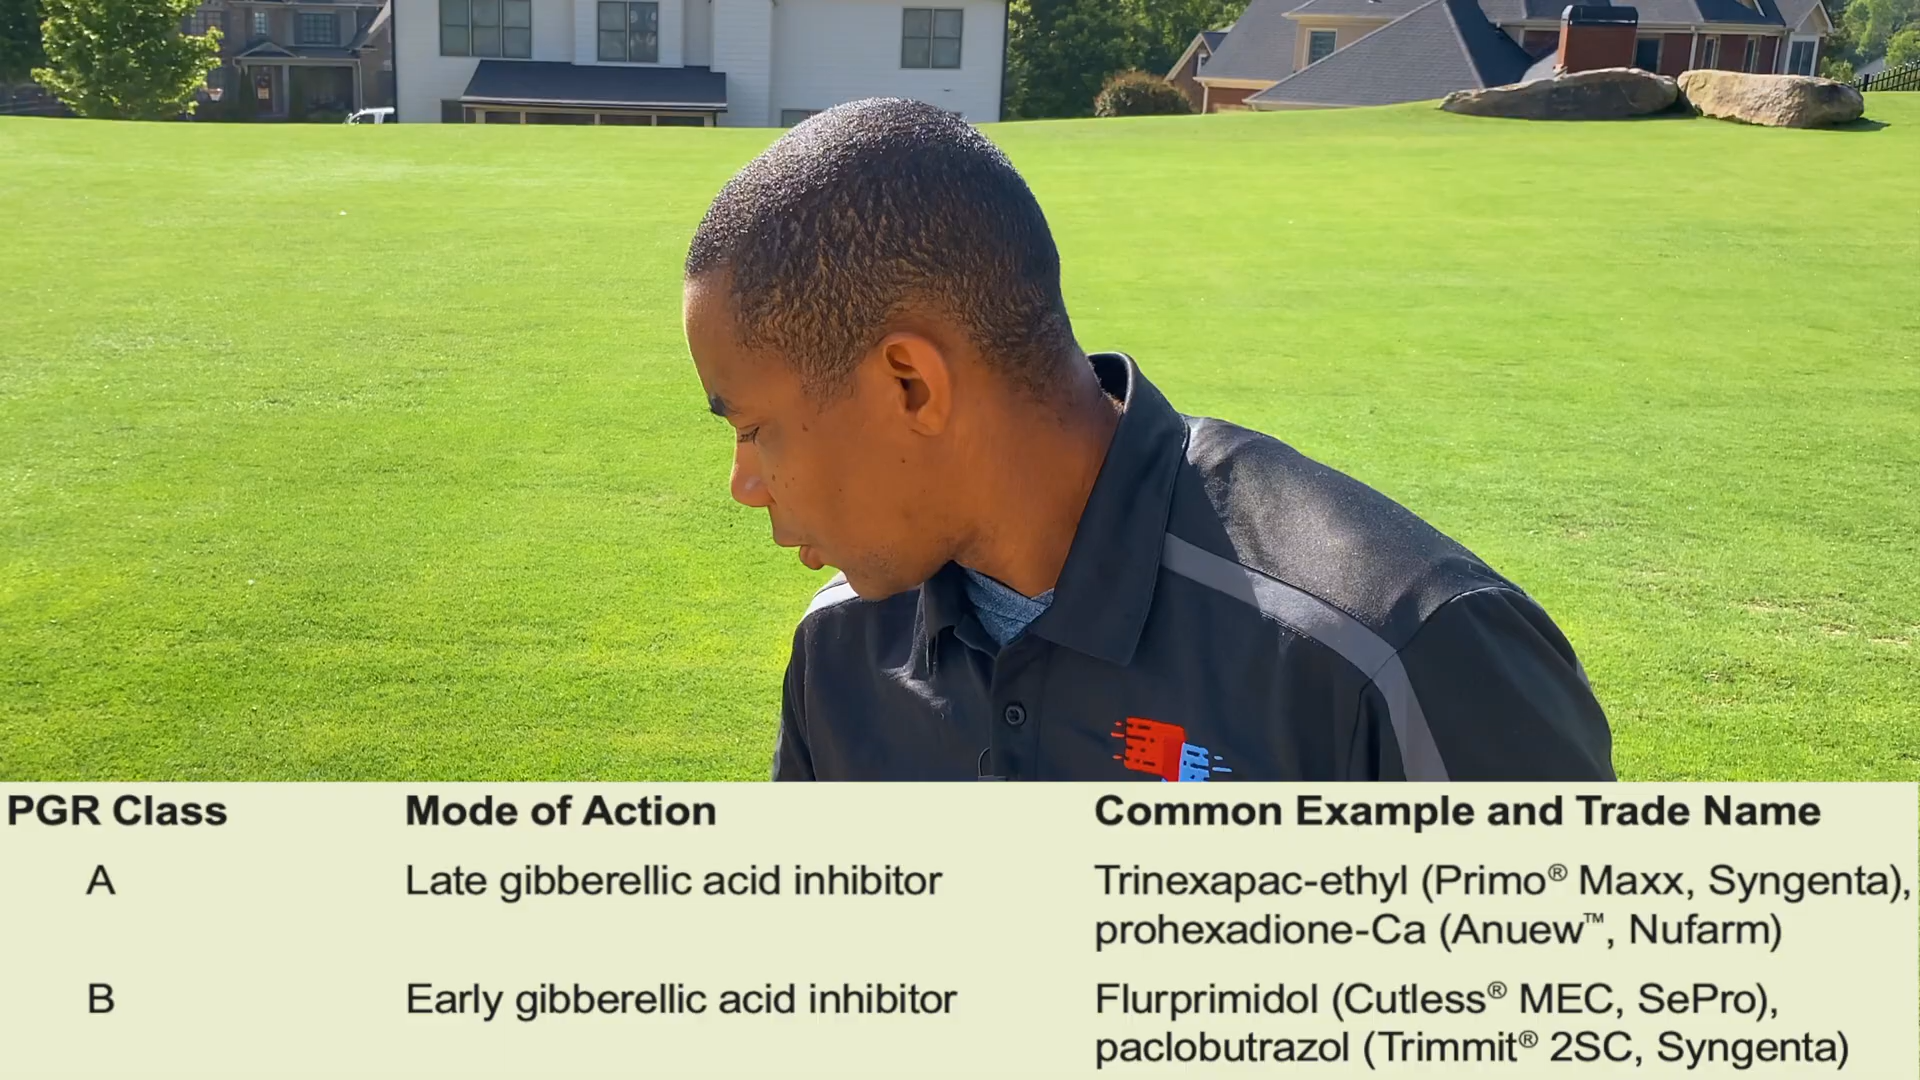 PGR Class Mode of Action Common Example and Trade Name
A Late gibberellic acid inhibitor Trinexapac-ethyl (Primo® Maxx, Syngenta),
prohexadione-Ca (Anuew™, Nufarm)
B Early gibberellic acid inhibitor Flurprimidol (Cutless® MEC, SePro),
paclobutrazol (Trimmit® 2SC, Syngenta)